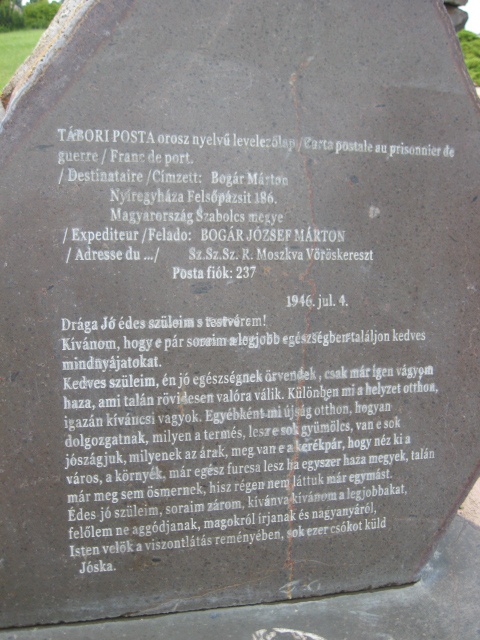 TÁBORI POSTA orosz nyelvű levelezőlap/Carta postale au prisonnier de
guerre / Franc de port.
/ Destinataire /Címzett: Bogár Márton
Nyíregyháza Felsőpázsit 186.
Magyarország Szabolcs megye
/ Expediteur /Felado: BOGÁR JÓZSEF MÁRTON
/ Adresse du .../ Sz.Sz.Sz. R. Moszkva Vöröskereszt
Posta fiók: 237
1946. jul. 4.
Drága Jó édes szüleim s testvérem!
Kívánom, hogy e pár soraim a legjobb egészségben találjon kedves
mindnyájatokat.
Kedves szüleim, én jó egészségnek örvendek , csak már igen vágyom
haza, ami talán rövidesen valóra válik. Különben mi a helyzet otthon,
igazán kíváncsi vagyok. Egyébként mi újság otthon, hogyan
dolgozgatnak, milyen a termés, lesz e sok gyümölcs, van e sok
jószágjuk, milyenek az árak, meg van e a kerékpár, hogy néz ki a
város, a környék, már egész furcsa lesz ha egyszer haza megyek, talán
már meg sem ösmernek, hisz régen nem láttuk már egymást.
Édes jó szüleim, soraim zárom, kívánva kívánom a legjobbakat,
felőlem ne aggódjanak, magokról írjanak és nagyanyáról,
Isten velök a viszontlátás reményében, sok ezer csókot küld
Jóska.